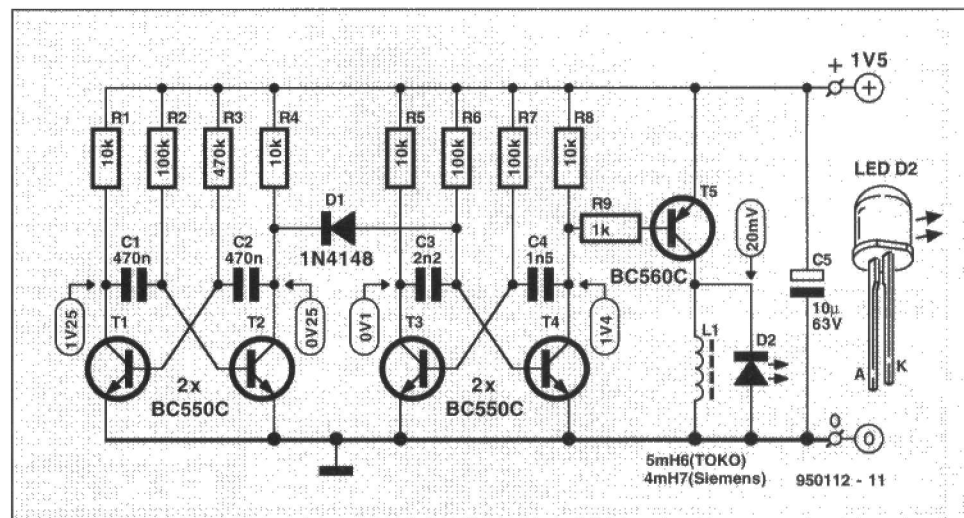 + 1V5
+
R1
R2
R3
R4
R5
R6
R7
R8
10k
100k
470k
10k
10k
100k
100k
10k
LED D2
D1
1N4148
R9
1k
T5
BC560C
20mV
C1
470n
C2
470n
C3
2n2
C4
1n5
C5
10µ
63V
1V25
0V25
0V1
1V4
T1
T2
T3
T4
L1
D2
A
K
2x
BC550C
2x
BC550C
0
0
5mH6(TOKO)
4mH7(Siemens)
950112 - 11